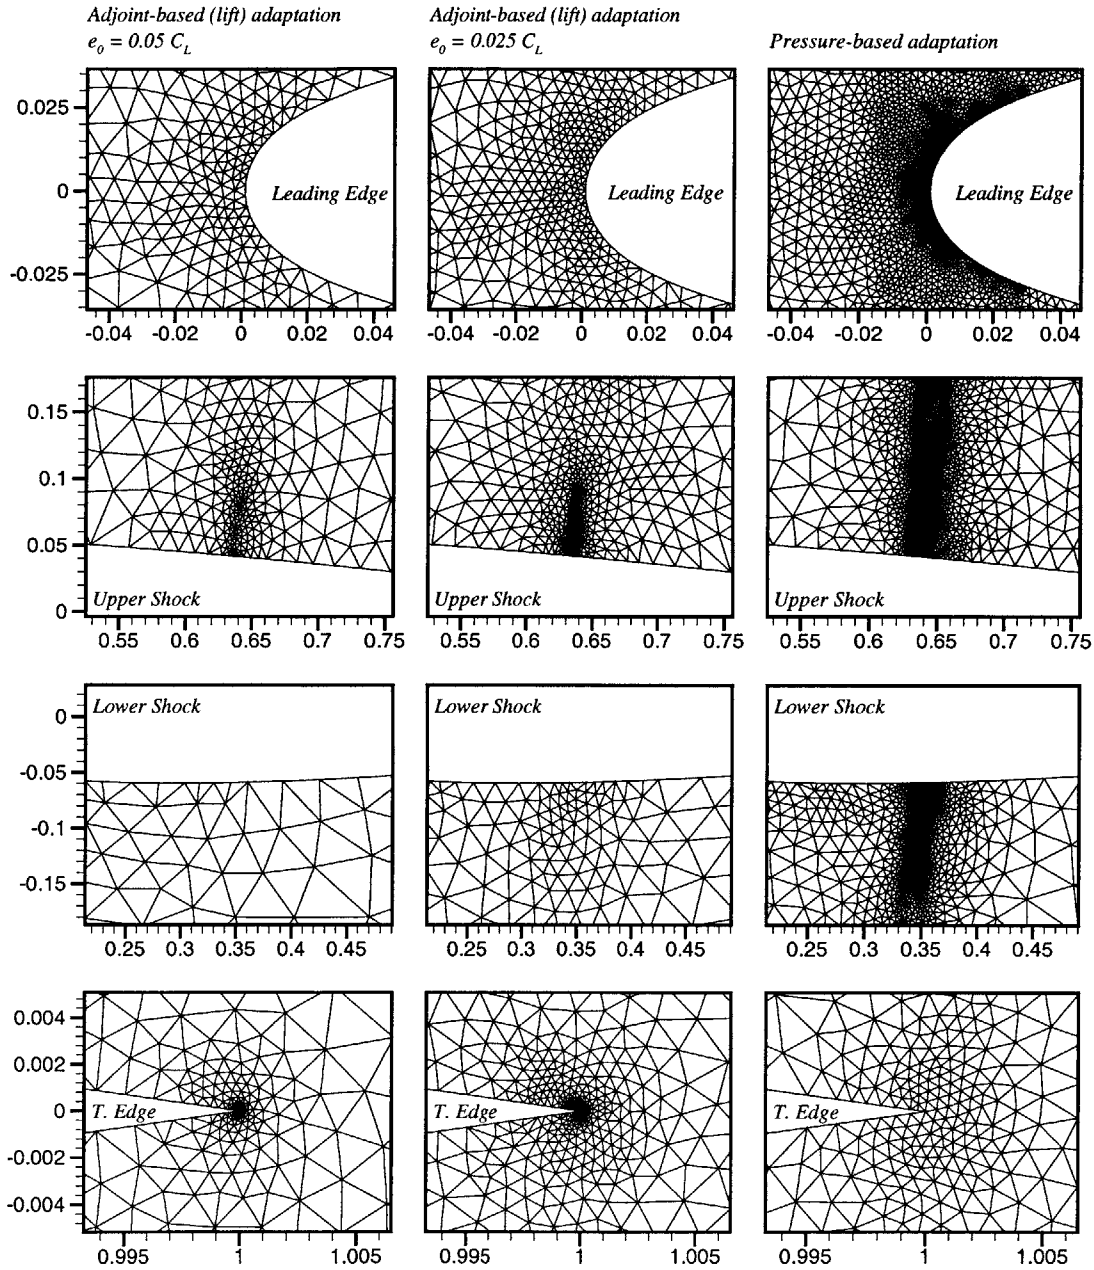 Adjoint-based (lift) adaptation
e₀ = 0.05 C_L
Adjoint-based (lift) adaptation
e₀ = 0.025 C_L
Pressure-based adaptation
0.025
0
-0.025
Leading Edge
Leading Edge
Leading Edge
-0.04 -0.02 0 0.02 0.04
-0.04 -0.02 0 0.02 0.04
-0.04 -0.02 0 0.02 0.04
0.15
0.1
0.05
0
Upper Shock
Upper Shock
Upper Shock
0.55 0.6 0.65 0.7 0.75
0.55 0.6 0.65 0.7 0.75
0.55 0.6 0.65 0.7 0.75
Lower Shock
Lower Shock
Lower Shock
0
-0.05
-0.1
-0.15
0.25 0.3 0.35 0.4 0.45
0.25 0.3 0.35 0.4 0.45
0.25 0.3 0.35 0.4 0.45
0.004
0.002
0
-0.002
-0.004
T. Edge
T. Edge
T. Edge
0.995 1 1.005
0.995 1 1.005
0.995 1 1.005